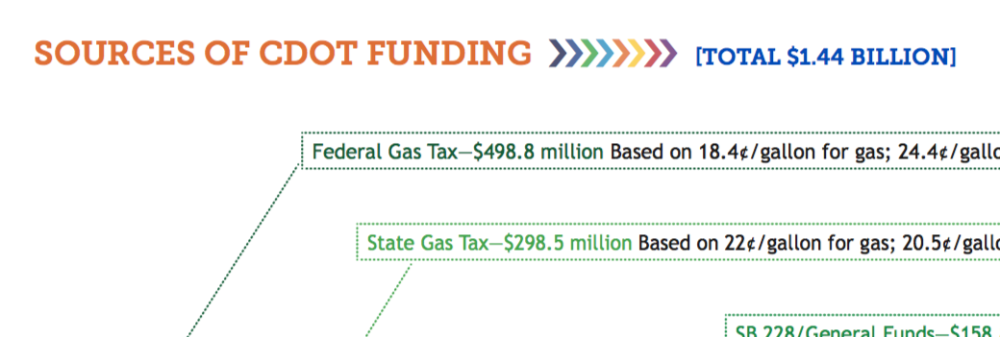 SOURCES OF CDOT FUNDING [TOTAL $1.44 BILLION]
Federal Gas Tax—$498.8 million Based on 18.4¢/gallon for gas; 24.4¢/gallo
State Gas Tax—$298.5 million Based on 22¢/gallon for gas; 20.5¢/gallo
SB 228/General Funds—$158